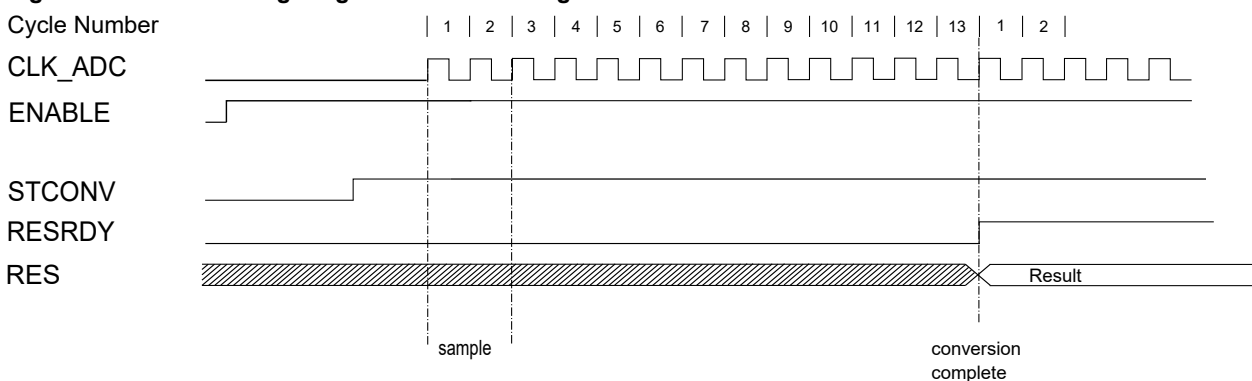 Cycle Number 1 2 3 4 5 6 7 8 9 10 11 12 13 1 2
CLK_ADC
ENABLE
STCONV
RESRDY
RES Result
sample conversion
complete